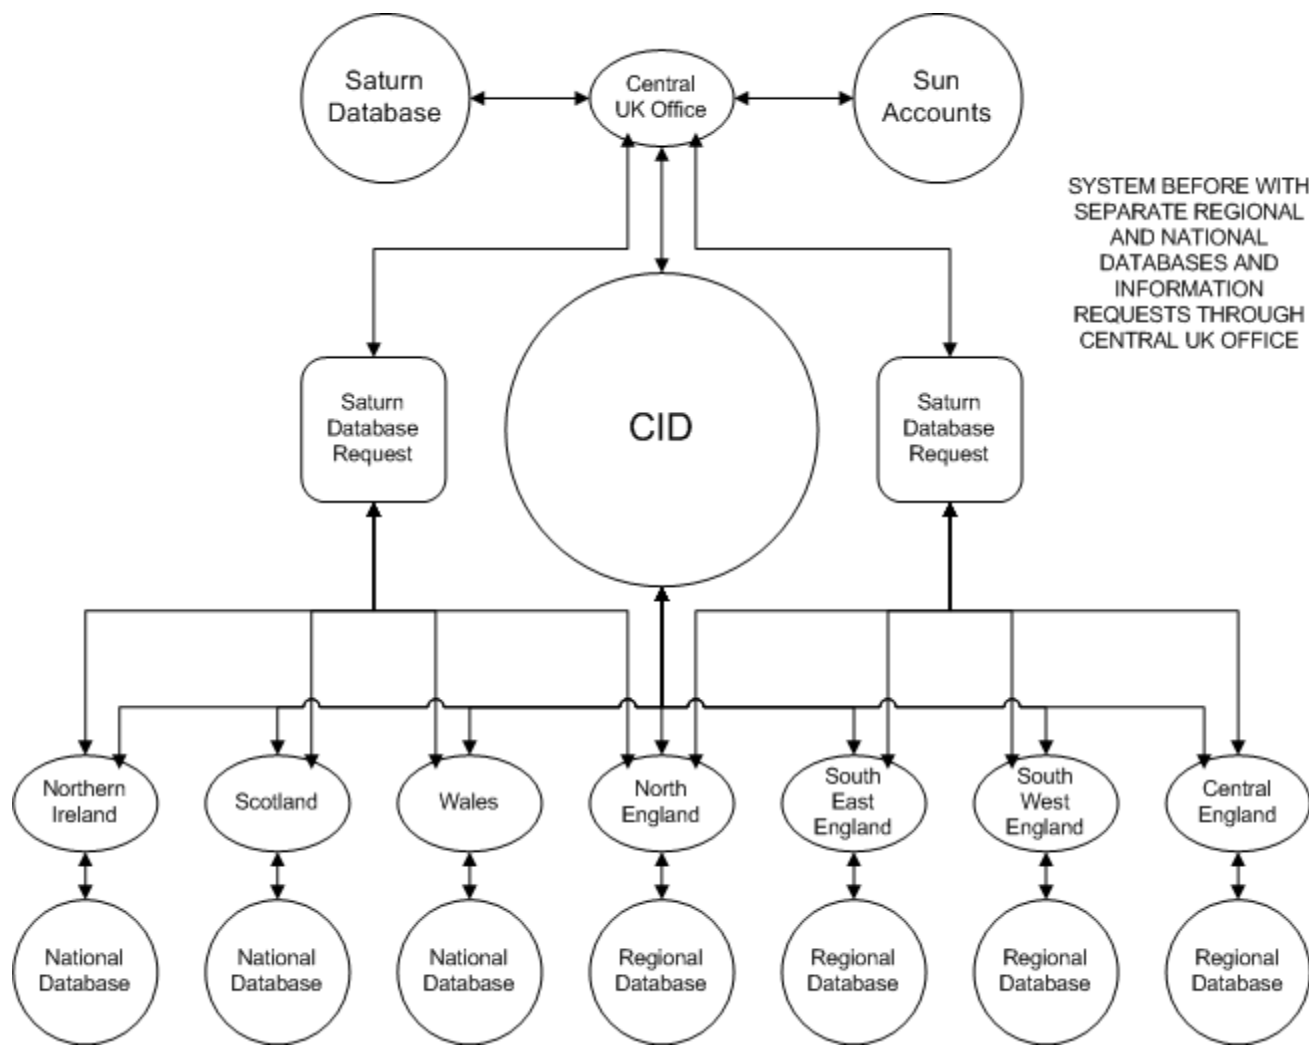 Saturn
Database
Central
UK Office
Sun
Accounts
SYSTEM BEFORE WITH
SEPARATE REGIONAL
AND NATIONAL
DATABASES AND
INFORMATION
REQUESTS THROUGH
CENTRAL UK OFFICE
Saturn
Database
Request
CID
Saturn
Database
Request
Northern
Ireland
Scotland
Wales
North
England
South
East
England
South
West
England
Central
England
National
Database
National
Database
National
Database
Regional
Database
Regional
Database
Regional
Database
Regional
Database